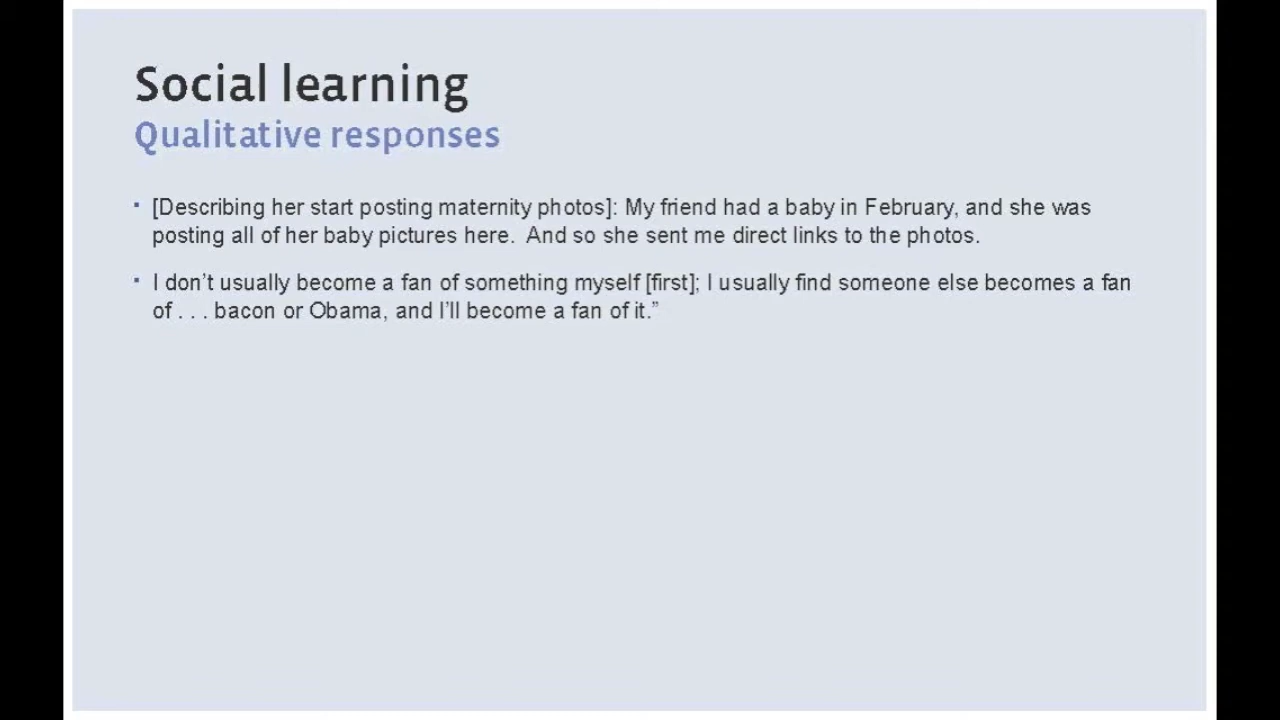 Social learning
Qualitative responses
[Describing her start posting maternity photos]: My friend had a baby in February, and she was
posting all of her baby pictures here.  And so she sent me direct links to the photos.
I don’t usually become a fan of something myself [first]; I usually find someone else becomes a fan
of . . . bacon or Obama, and I’ll become a fan of it.”